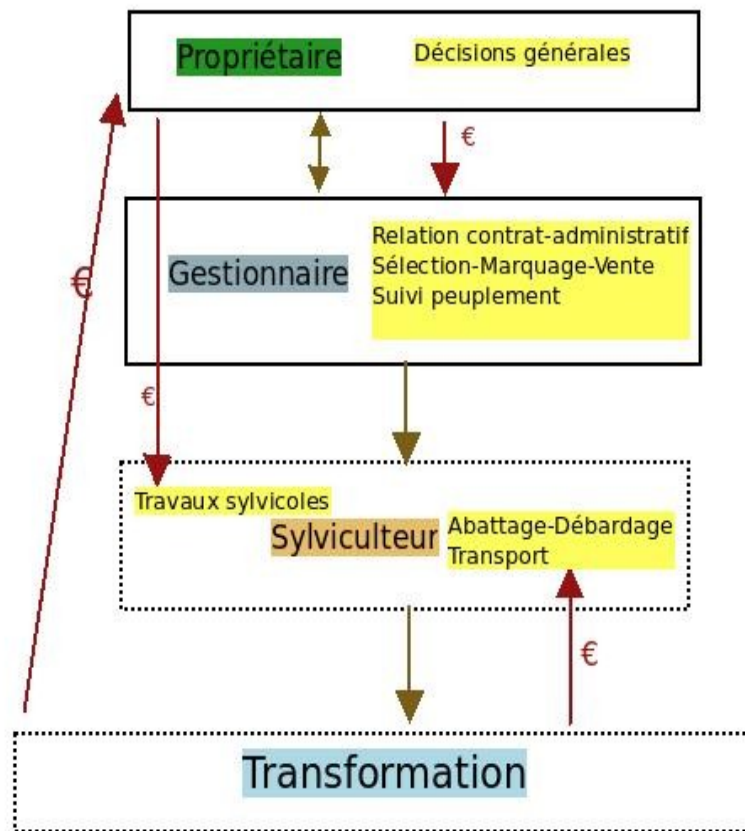 Propriétaire
Décisions générales
€
Relation contrat-administratif
Gestionnaire
Sélection-Marquage-Vente
Suivi peuplement
€
€
Travaux sylvicoles
Sylviculteur
Abattage-Débardage
Transport
€
Transformation